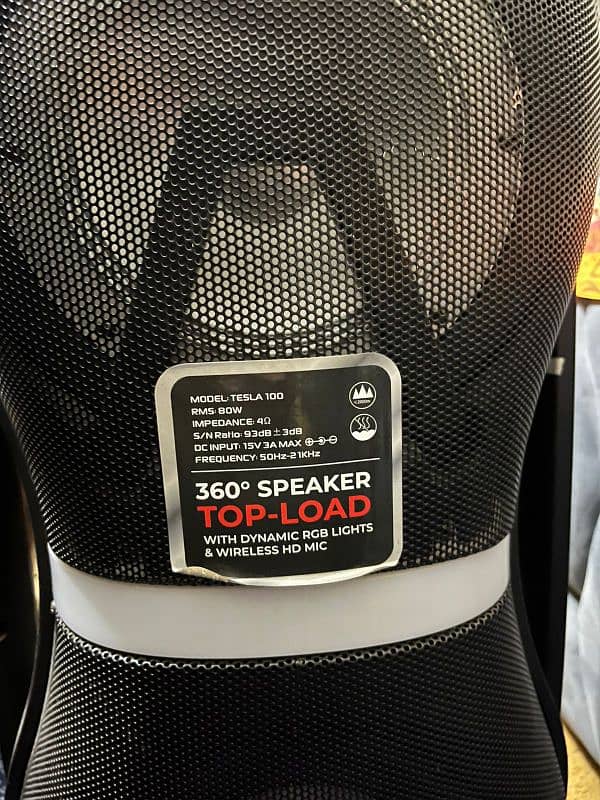 MODEL: TESLA 100
RMS: 80W
IMPEDANCE: 4Ω
S/N Ratio: 93dB ± 3dB
DC INPUT: 15V 3A MAX
FREQUENCY: 50Hz-21KHz
360° SPEAKER
TOP-LOAD
WITH DYNAMIC RGB LIGHTS
& WIRELESS HD MIC